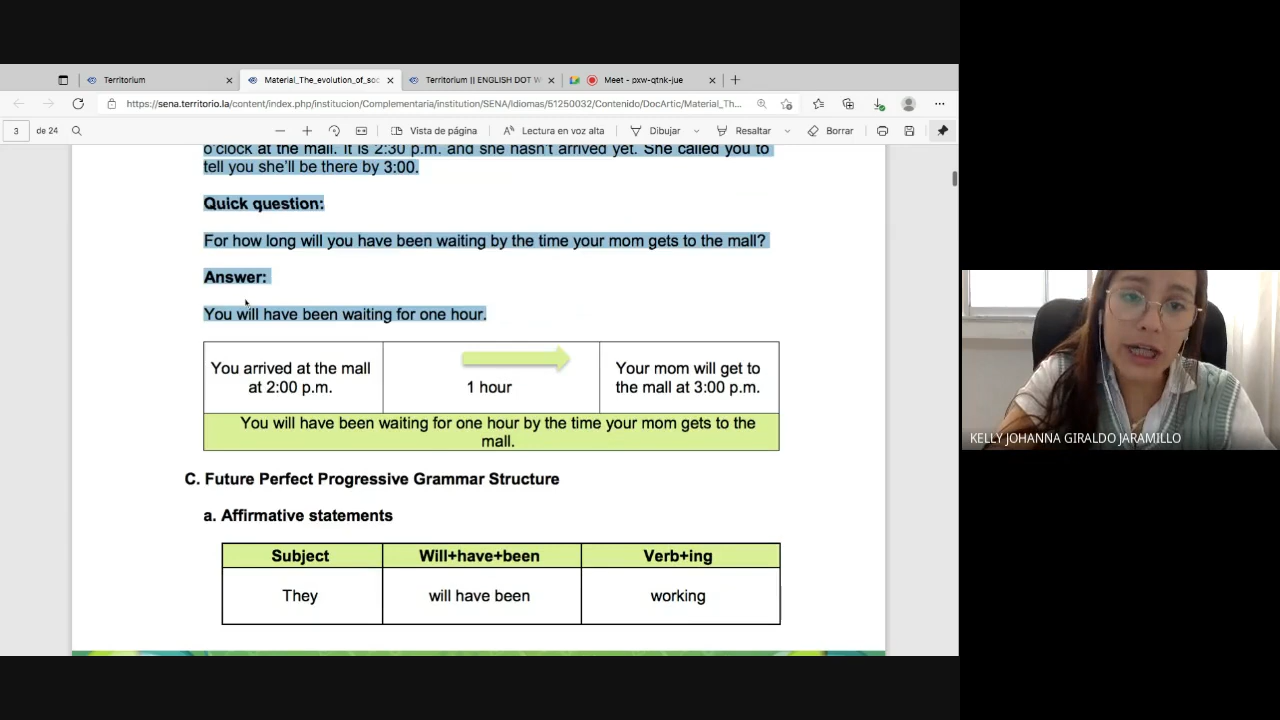 Territorium
Material_The_evolution_of_soc
Territorium || ENGLISH DOT W
Meet - pxw-qtnk-jue
https://sena.territorio.la/content/index.php/institucion/Complementaria/institution/SENA/Idiomas/51250032/Contenido/DocArtic/Material_Th...
3 de 24
Vista de página
Lectura en voz alta
Dibujar
Resaltar
Borrar
o'clock at the mall. It is 2:30 p.m. and she hasn't arrived yet. She called you to
tell you she'll be there by 3:00.
Quick question:
For how long will you have been waiting by the time your mom gets to the mall?
Answer:
You will have been waiting for one hour.
You arrived at the mall
at 2:00 p.m.
1 hour
Your mom will get to
the mall at 3:00 p.m.
You will have been waiting for one hour by the time your mom gets to the
mall.
C. Future Perfect Progressive Grammar Structure
a. Affirmative statements
Subject
Will+have+been
Verb+ing
They
will have been
working
KELLY JOHANNA GIRALDO JARAMILLO